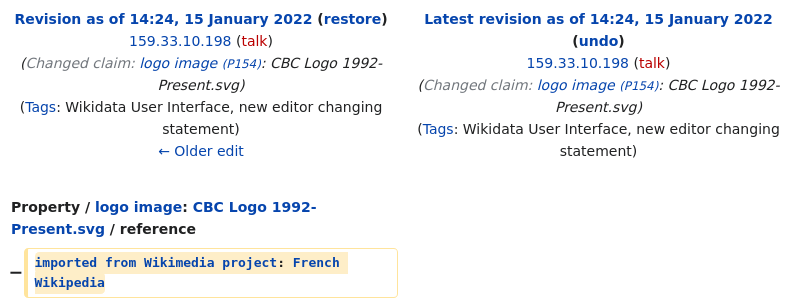 Revision as of 14:24, 15 January 2022 (restore)
159.33.10.198 (talk)
(Changed claim: logo image (P154): CBC Logo 1992-
Present.svg)
(Tags: Wikidata User Interface, new editor changing
statement)
← Older edit
Latest revision as of 14:24, 15 January 2022
(undo)
159.33.10.198 (talk)
(Changed claim: logo image (P154): CBC Logo 1992-
Present.svg)
(Tags: Wikidata User Interface, new editor changing
statement)
Property / logo image: CBC Logo 1992-
Present.svg / reference
− imported from Wikimedia project: French
Wikipedia